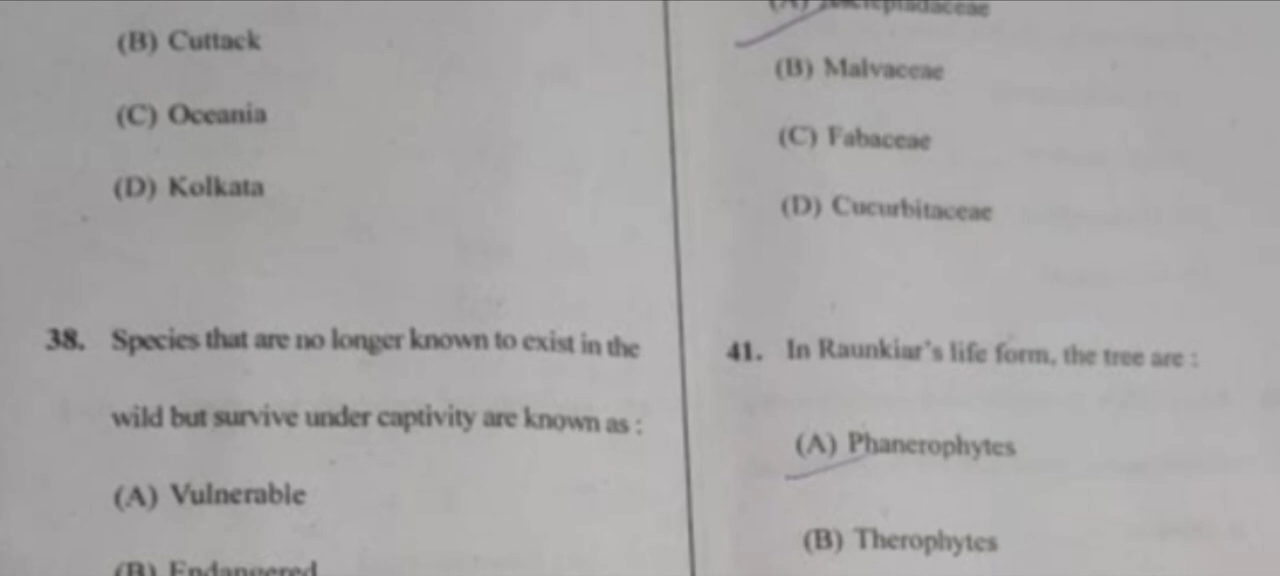 (B) Cuttack
(C) Oceania
(D) Kolkata
38. Species that are no longer known to exist in the
wild but survive under captivity are known as :
(A) Vulnerable
(B) Endangered
(B) Malvaceae
(C) Fabaceae
(D) Cucurbitaceae
41. In Raunkiar's life form, the tree are :
(A) Phanerophytes
(B) Therophytes